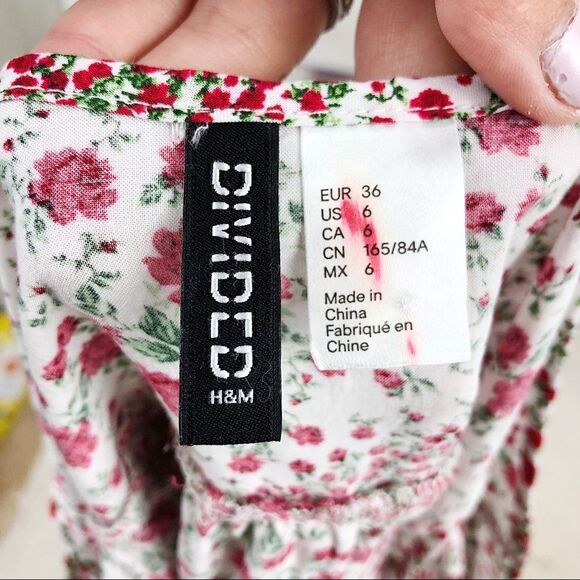 DIVIDED
H&M
EUR 36
US 6
CA 6
CN 165/84A
MX 6
Made in
China
Fabriqué en
Chine